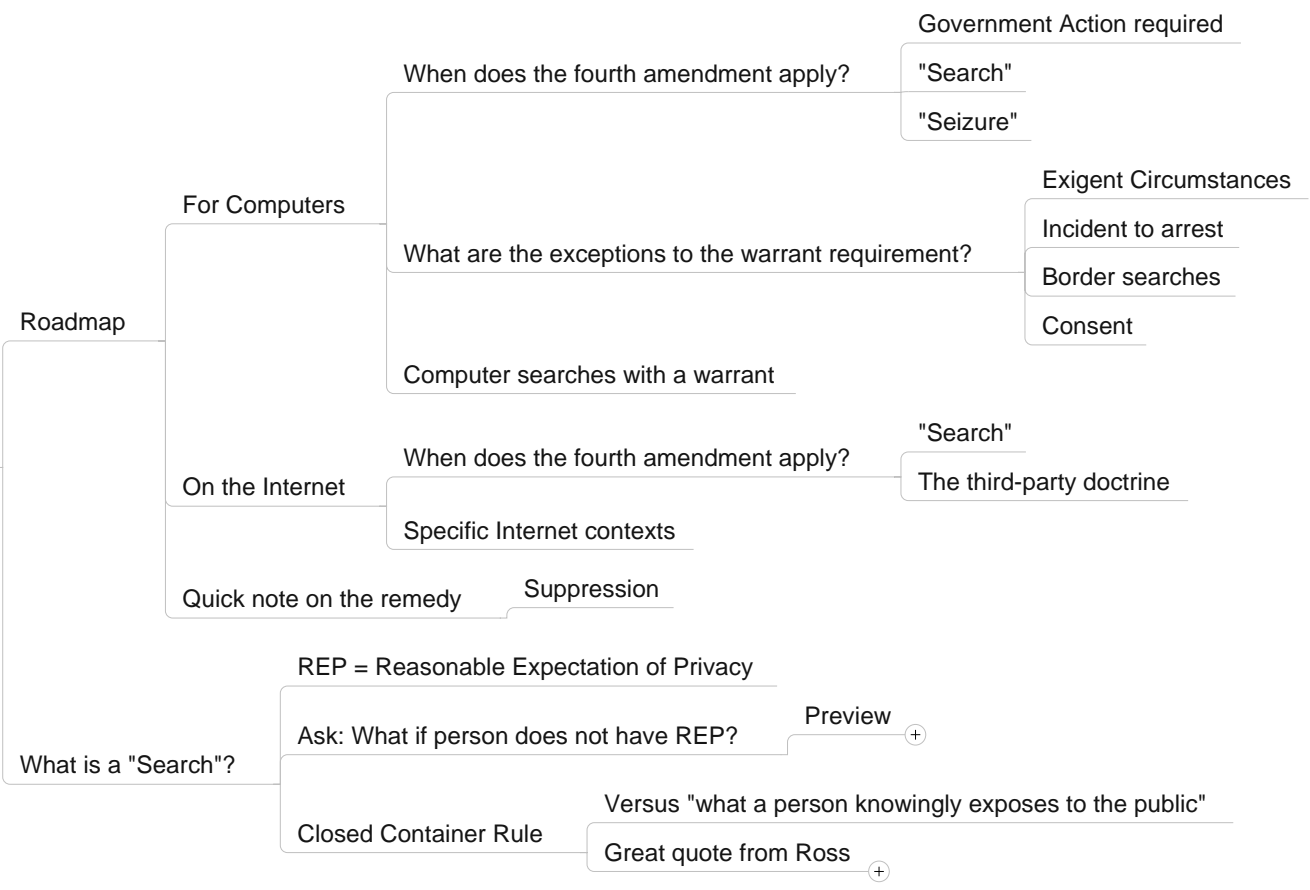 Roadmap
For Computers
When does the fourth amendment apply?
Government Action required
"Search"
"Seizure"
What are the exceptions to the warrant requirement?
Exigent Circumstances
Incident to arrest
Border searches
Consent
Computer searches with a warrant
On the Internet
When does the fourth amendment apply?
"Search"
The third-party doctrine
Specific Internet contexts
Quick note on the remedy
Suppression
What is a "Search"?
REP = Reasonable Expectation of Privacy
Ask: What if person does not have REP?
Preview
Closed Container Rule
Versus "what a person knowingly exposes to the public"
Great quote from Ross